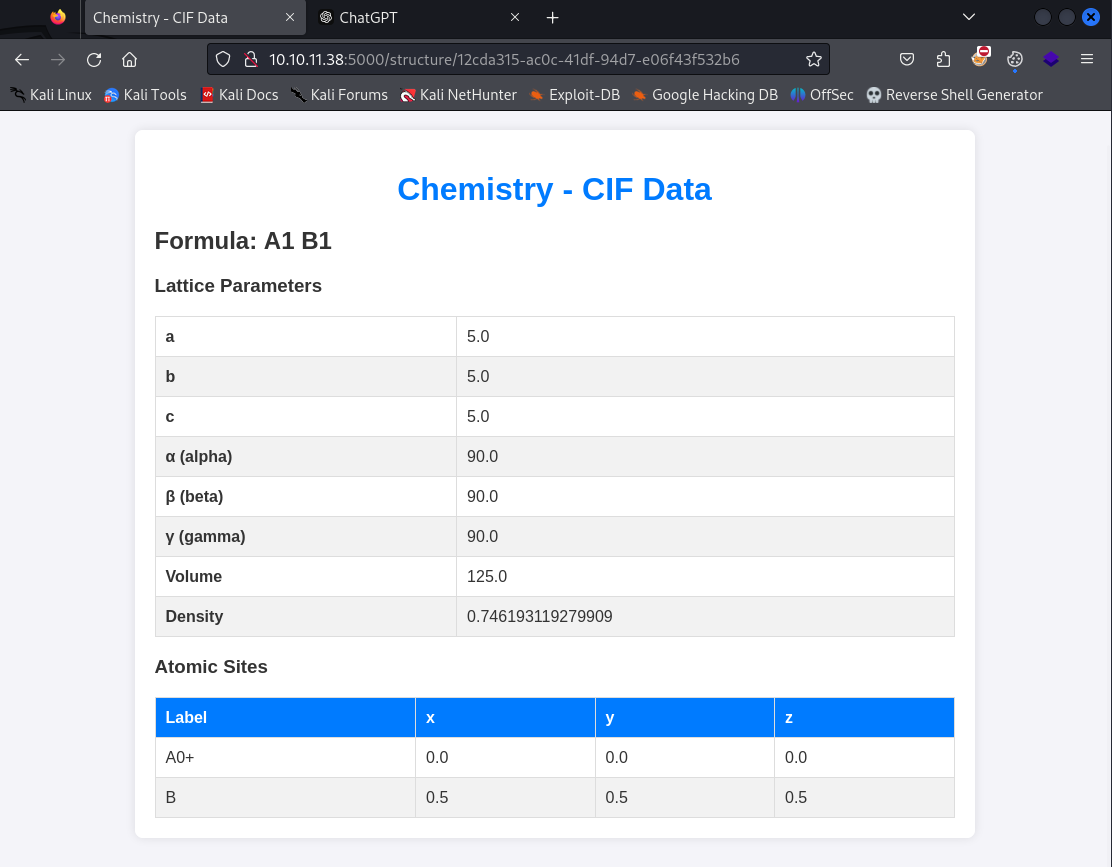 Chemistry - CIF Data
ChatGPT
10.10.11.38:5000/structure/12cda315-ac0c-41df-94d7-e06f43f532b6
Kali Linux Kali Tools Kali Docs Kali Forums Kali NetHunter Exploit-DB Google Hacking DB OffSec Reverse Shell Generator
Chemistry - CIF Data
Formula: A1 B1
Lattice Parameters
a 5.0
b 5.0
c 5.0
α (alpha) 90.0
β (beta) 90.0
γ (gamma) 90.0
Volume 125.0
Density 0.746193119279909
Atomic Sites
Label x y z
A0+ 0.0 0.0 0.0
B 0.5 0.5 0.5